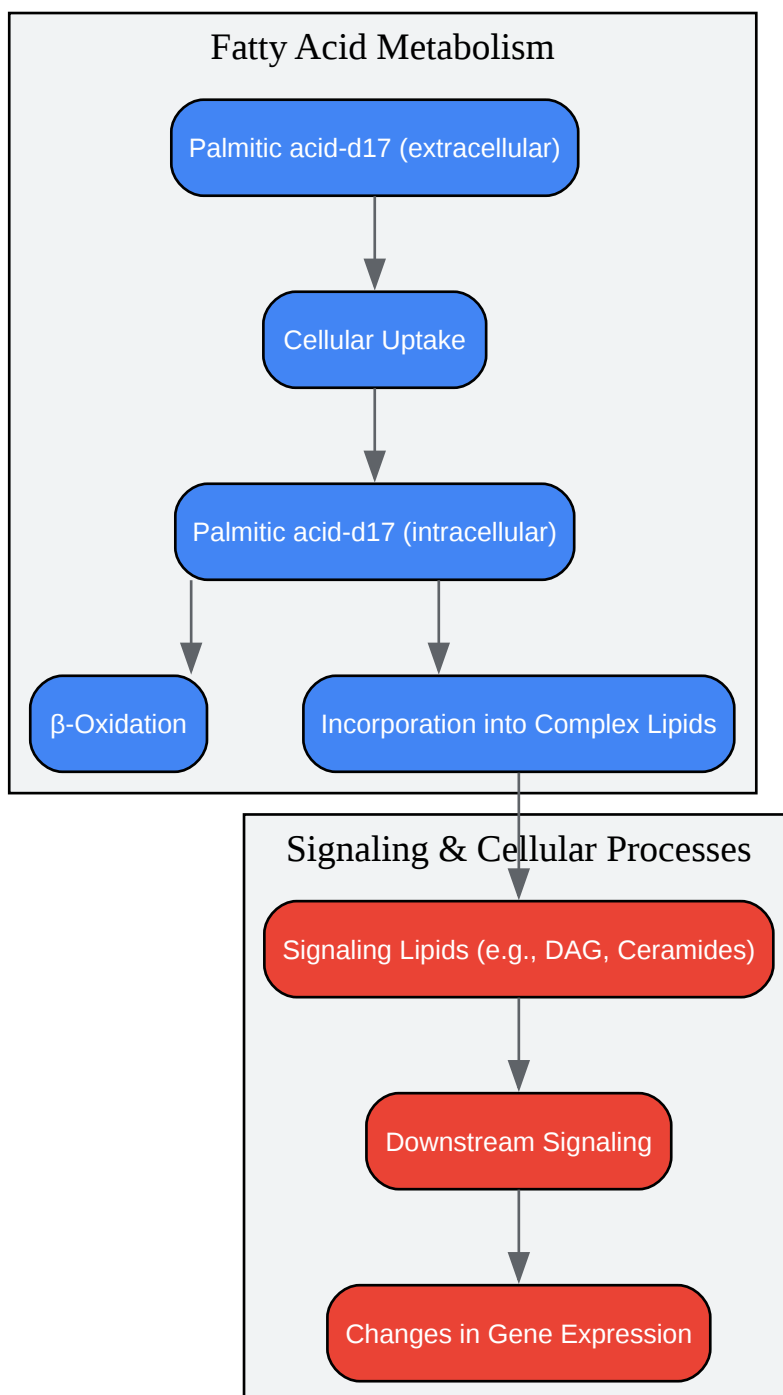 Fatty Acid Metabolism
Palmitic acid-d17 (extracellular)
Cellular Uptake
Palmitic acid-d17 (intracellular)
β-Oxidation
Incorporation into Complex Lipids
Signaling & Cellular Processes
Signaling Lipids (e.g., DAG, Ceramides)
Downstream Signaling
Changes in Gene Expression